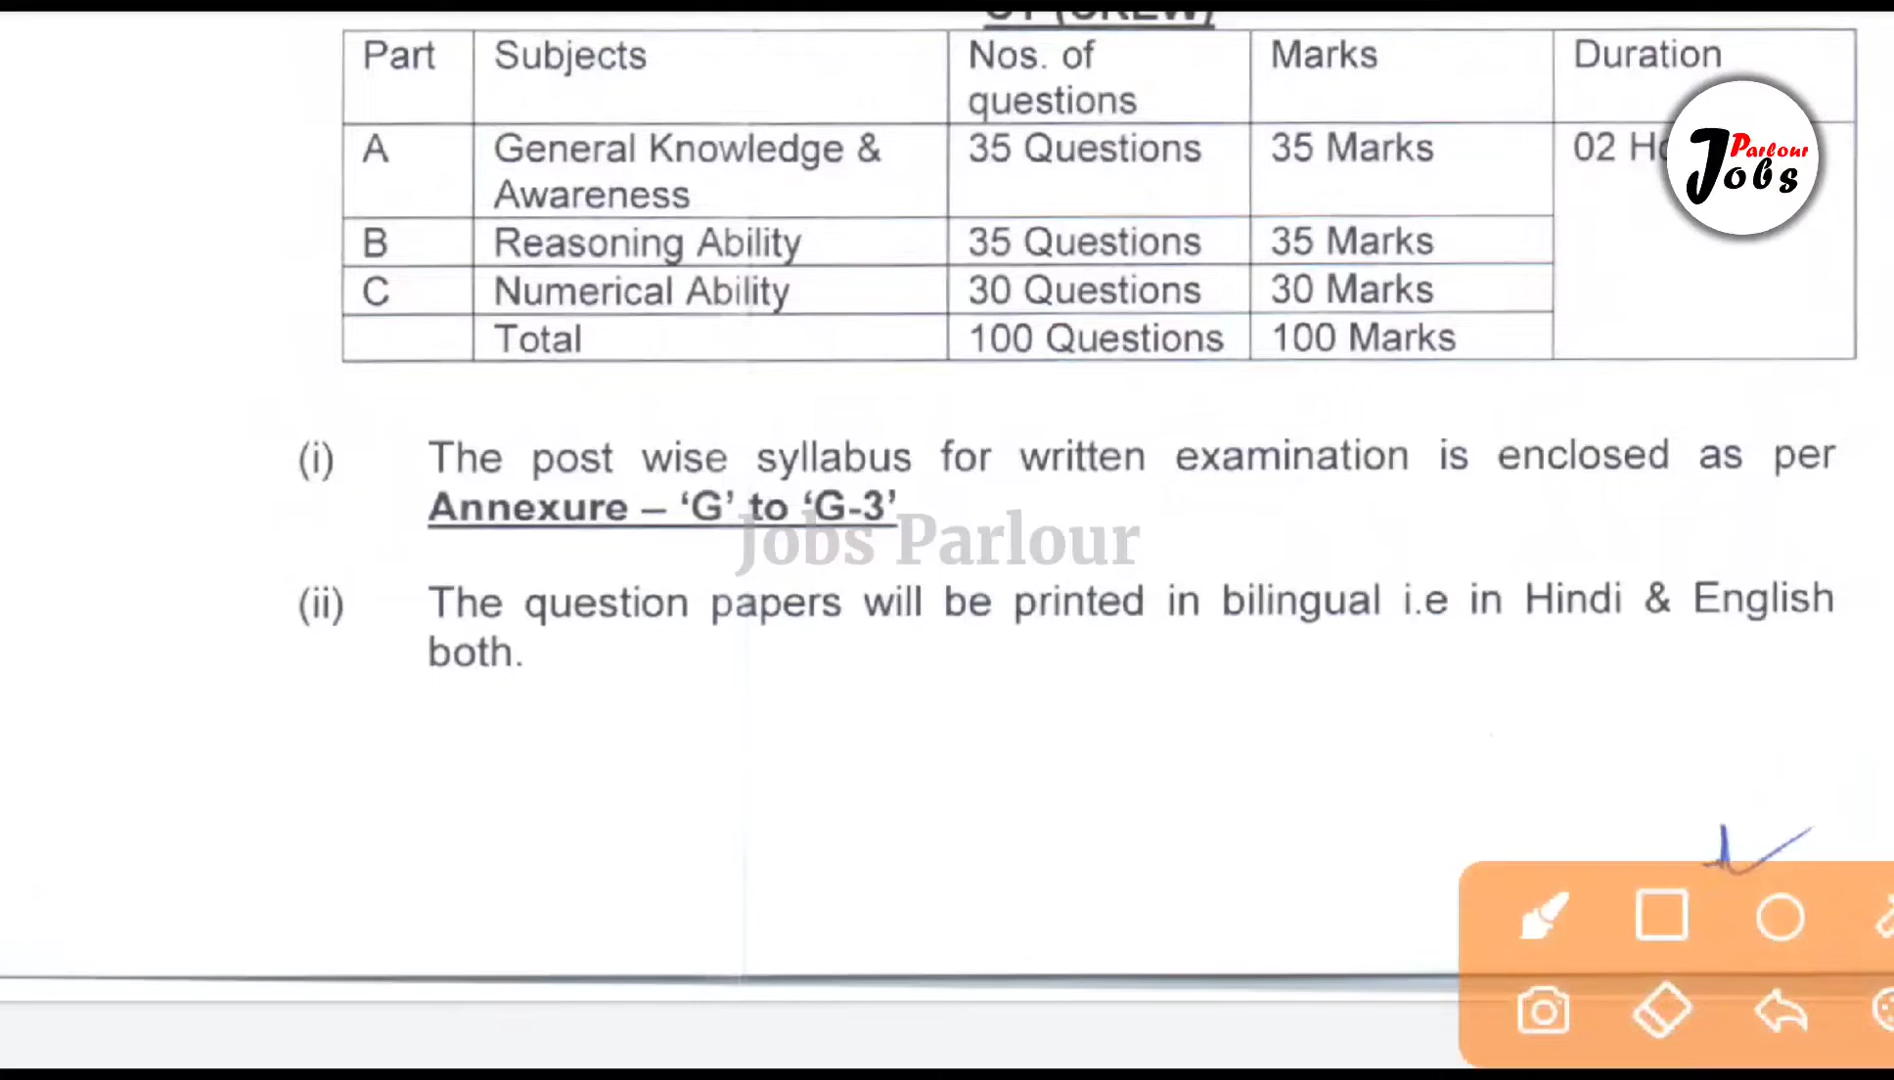 CT (CREW)
Part Subjects Nos. of questions Marks Duration
A General Knowledge & Awareness 35 Questions 35 Marks 02
B Reasoning Ability 35 Questions 35 Marks
C Numerical Ability 30 Questions 30 Marks
Total 100 Questions 100 Marks
Jobs Parlour
(i) The post wise syllabus for written examination is enclosed as per
Annexure – ‘G’ to ‘G-3’
Jobs Parlour
(ii) The question papers will be printed in bilingual i.e in Hindi & English
both.